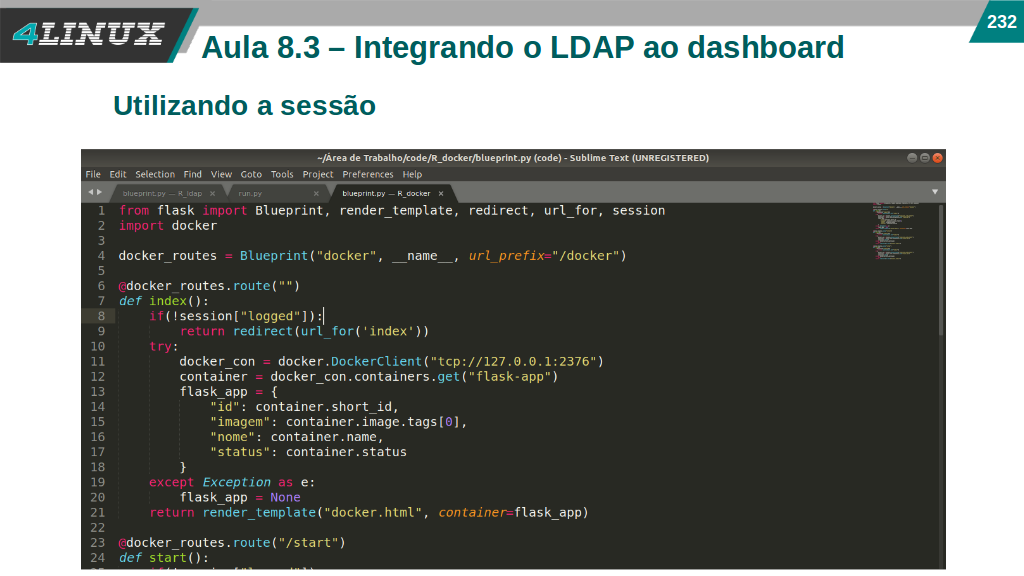 4LINUX
232
Aula 8.3 – Integrando o LDAP ao dashboard
Utilizando a sessão
~/Área de Trabalho/code/R_docker/blueprint.py (code) - Sublime Text (UNREGISTERED)
File Edit Selection Find View Goto Tools Project Preferences Help
blueprint.py — R_ldap × run.py × blueprint.py — R_docker ×
1 from flask import Blueprint, render_template, redirect, url_for, session
2 import docker
3
4 docker_routes = Blueprint("docker", __name__, url_prefix="/docker")
5
6 @docker_routes.route("")
7 def index():
8     if(!session["logged"]):
9         return redirect(url_for('index'))
10     try:
11         docker_con = docker.DockerClient("tcp://127.0.0.1:2376")
12         container = docker_con.containers.get("flask-app")
13         flask_app = {
14             "id": container.short_id,
15             "imagem": container.image.tags[0],
16             "nome": container.name,
17             "status": container.status
18         }
19     except Exception as e:
20         flask_app = None
21     return render_template("docker.html", container=flask_app)
22
23 @docker_routes.route("/start")
24 def start():